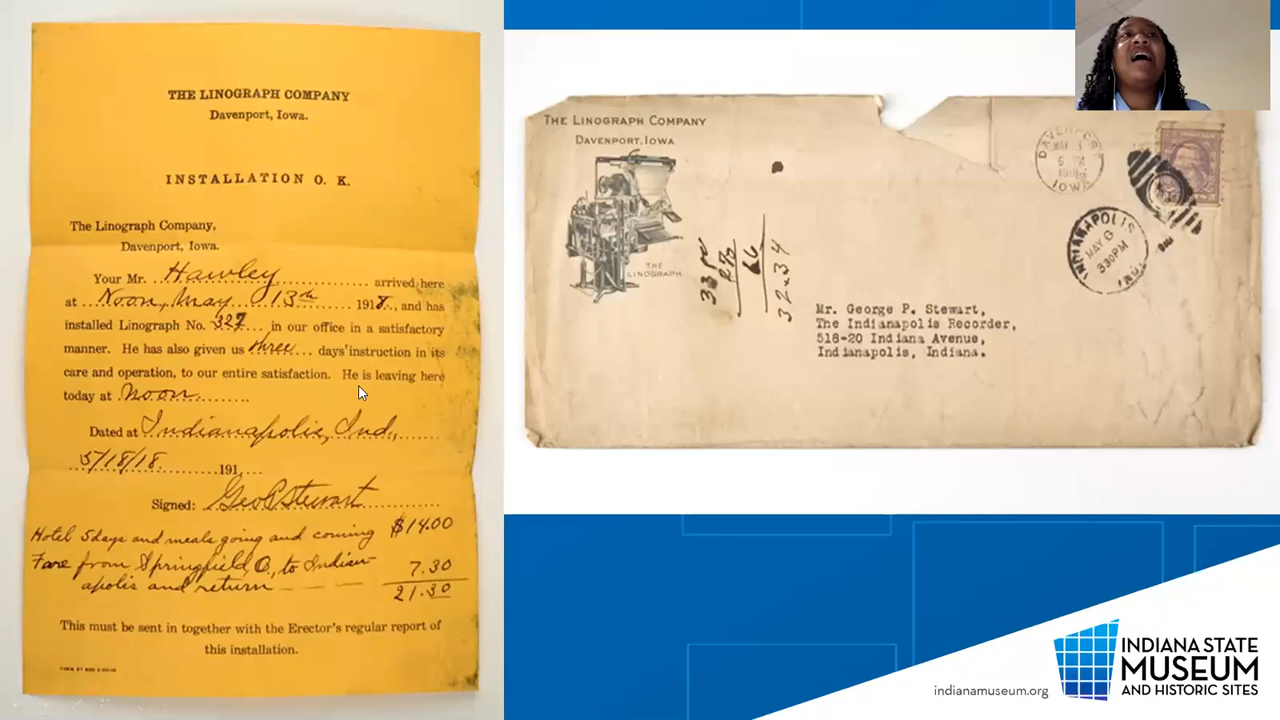 THE LINOGRAPH COMPANY
Davenport, Iowa.
INSTALLATION O. K.
The Linograph Company,
Davenport, Iowa.
Your Mr. Hawley arrived here
at Noon, May 13th 1918., and has
installed Linograph No. 327 in our office in a satisfactory
manner. He has also given us three days' instruction in its
care and operation, to our entire satisfaction. He is leaving here
today at Noon
Dated at Indianapolis, Ind.,
5/18/18. 191
Signed: Geo P Stewart
Hotel 5 days and meals going and coming $14.00
Fare from Springfield, O., to Indian-
apolis and return 7.30
21.30
This must be sent in together with the Erector's regular report of
this installation.
THE LINOGRAPH COMPANY
DAVENPORT, IOWA
THE
LINOGRAPH
DAVENPORT
IOWA
INDIANAPOLIS
MAY 6
330PM
IND.
Mr. George P. Stewart,
The Indianapolis Recorder,
518-20 Indiana Avenue,
Indianapolis, Indiana.
indianamuseum.org
INDIANA STATE
MUSEUM
AND HISTORIC SITES